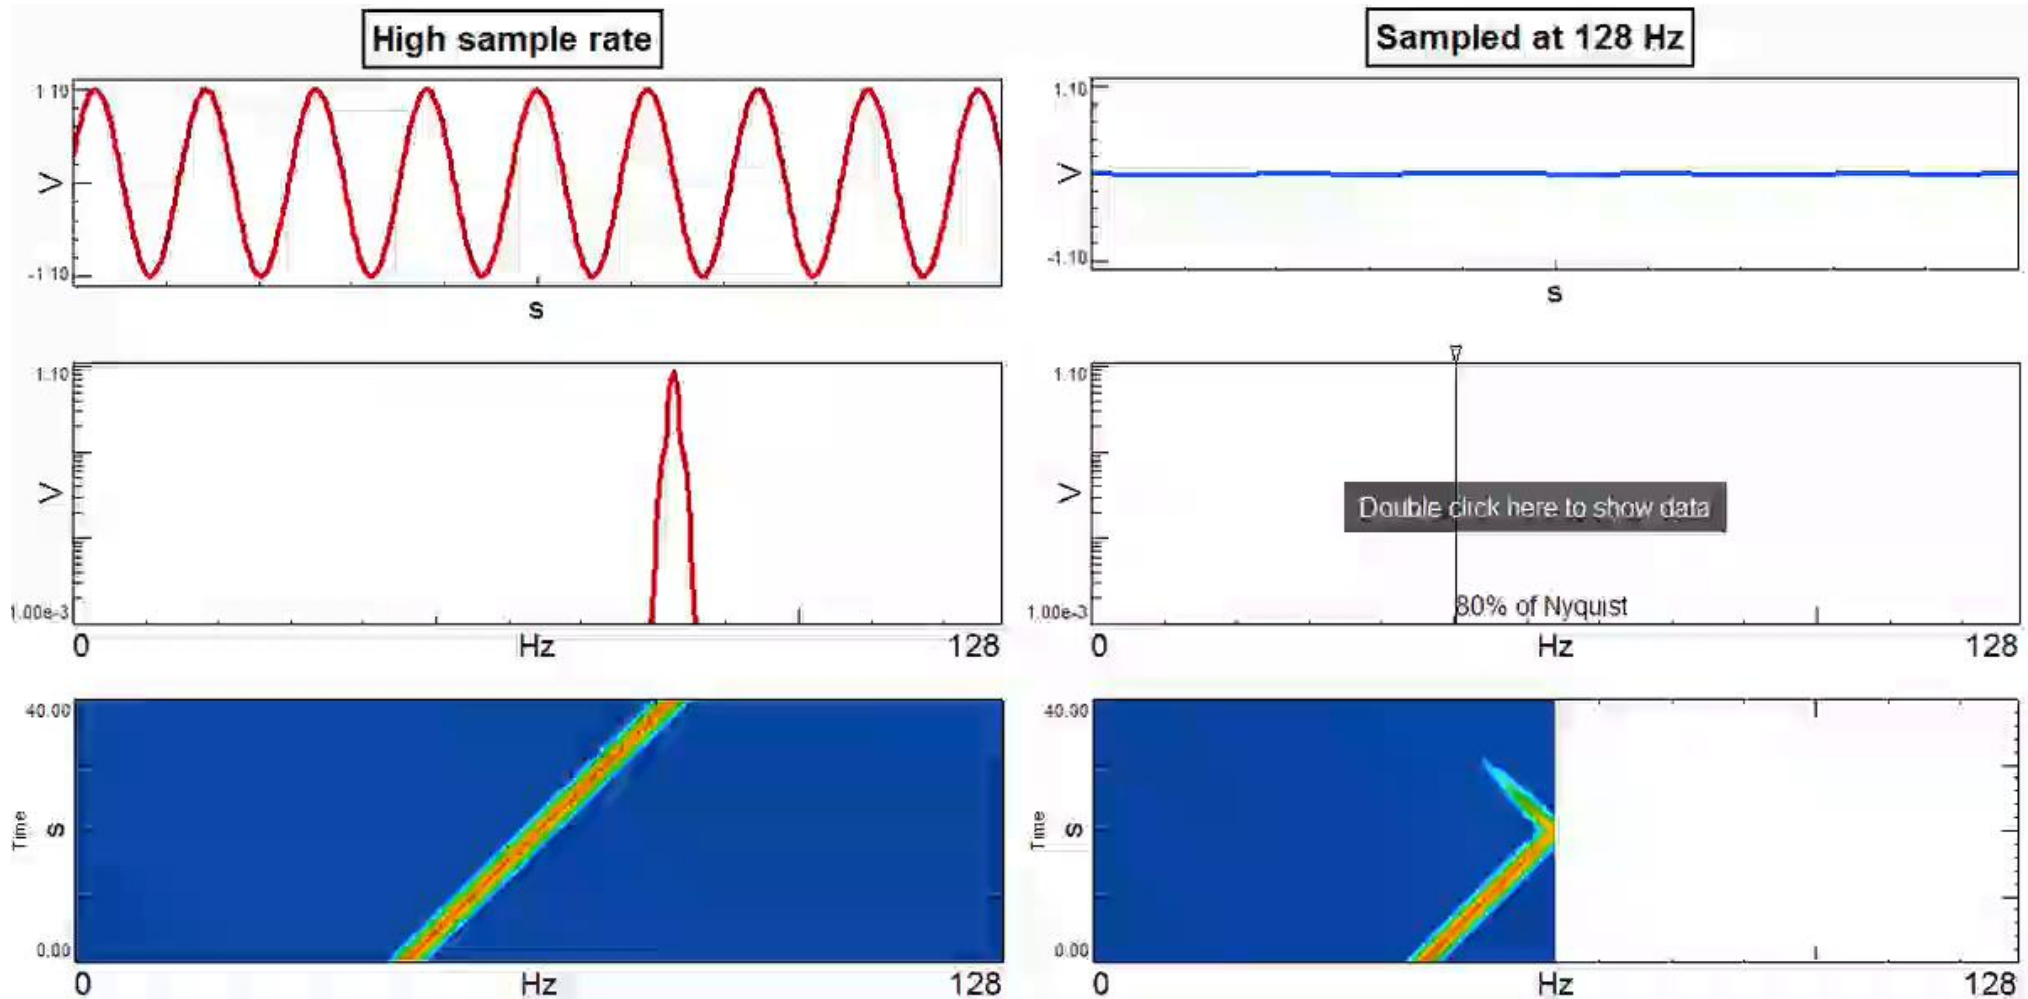 High sample rate
Sampled at 128 Hz
1.10
V
-1.10
s
1.10
V
-1.10
s
1.10
V
1.00e-3
0
Hz
128
1.10
V
Double click here to show data
80% of Nyquist
1.00e-3
0
Hz
128
40.00
Time
s
0.00
0
Hz
128
40.00
Time
s
0.00
0
Hz
128